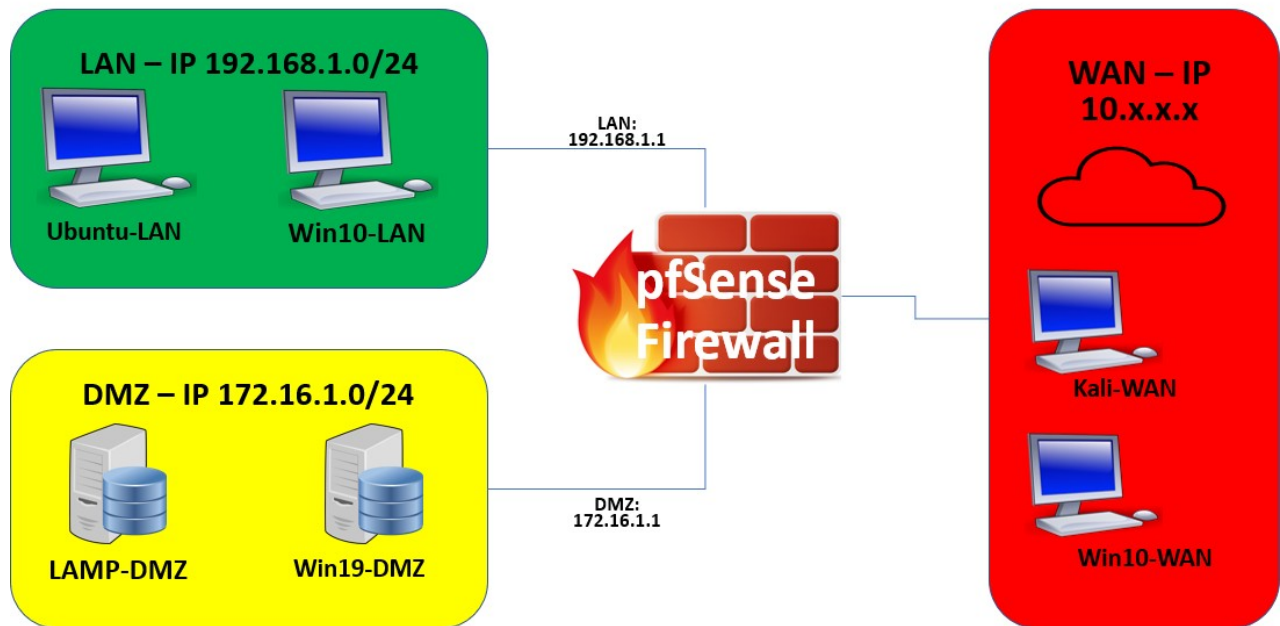 LAN – IP 192.168.1.0/24
Ubuntu-LAN
Win10-LAN
DMZ – IP 172.16.1.0/24
LAMP-DMZ
Win19-DMZ
LAN:
192.168.1.1
pfSense
Firewall
DMZ:
172.16.1.1
WAN – IP
10.x.x.x
Kali-WAN
Win10-WAN